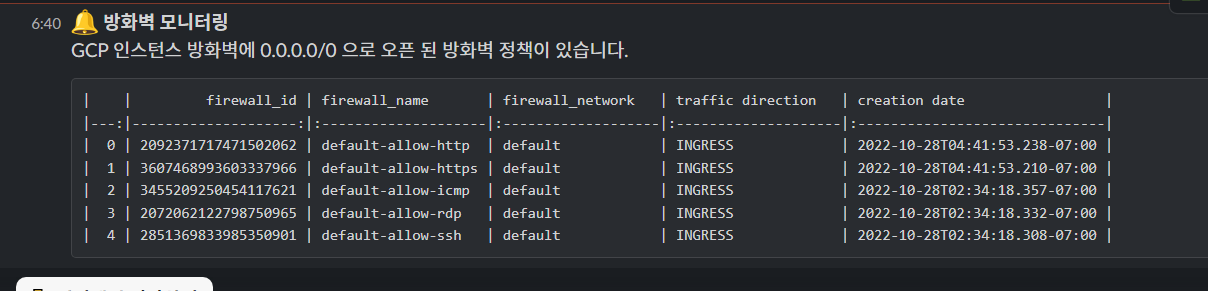 6:40 🔔 방화벽 모니터링
GCP 인스턴스 방화벽에 0.0.0.0/0 으로 오픈 된 방화벽 정책이 있습니다.
|    |         firewall_id | firewall_name       | firewall_network   | traffic direction   | creation date                 |
|---:|--------------------:|:--------------------|:-------------------|:--------------------|:------------------------------|
|  0 | 2092371717471502062 | default-allow-http  | default            | INGRESS             | 2022-10-28T04:41:53.238-07:00 |
|  1 | 3607468993603337966 | default-allow-https | default            | INGRESS             | 2022-10-28T04:41:53.210-07:00 |
|  2 | 3455209250454117621 | default-allow-icmp  | default            | INGRESS             | 2022-10-28T02:34:18.357-07:00 |
|  3 | 2072062122798750965 | default-allow-rdp   | default            | INGRESS             | 2022-10-28T02:34:18.332-07:00 |
|  4 | 2851369833985350901 | default-allow-ssh   | default            | INGRESS             | 2022-10-28T02:34:18.308-07:00 |